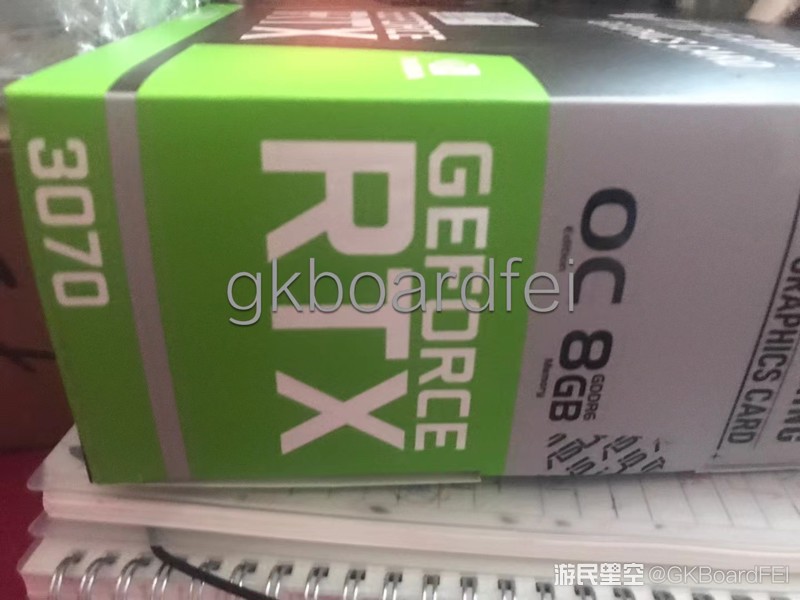 GEFORCE
RTX
3070
OC
Edition
8GB
GDDR6
Memory
GRAPHICS CARD
gkboardfei
游民星空@GKBoardFEI